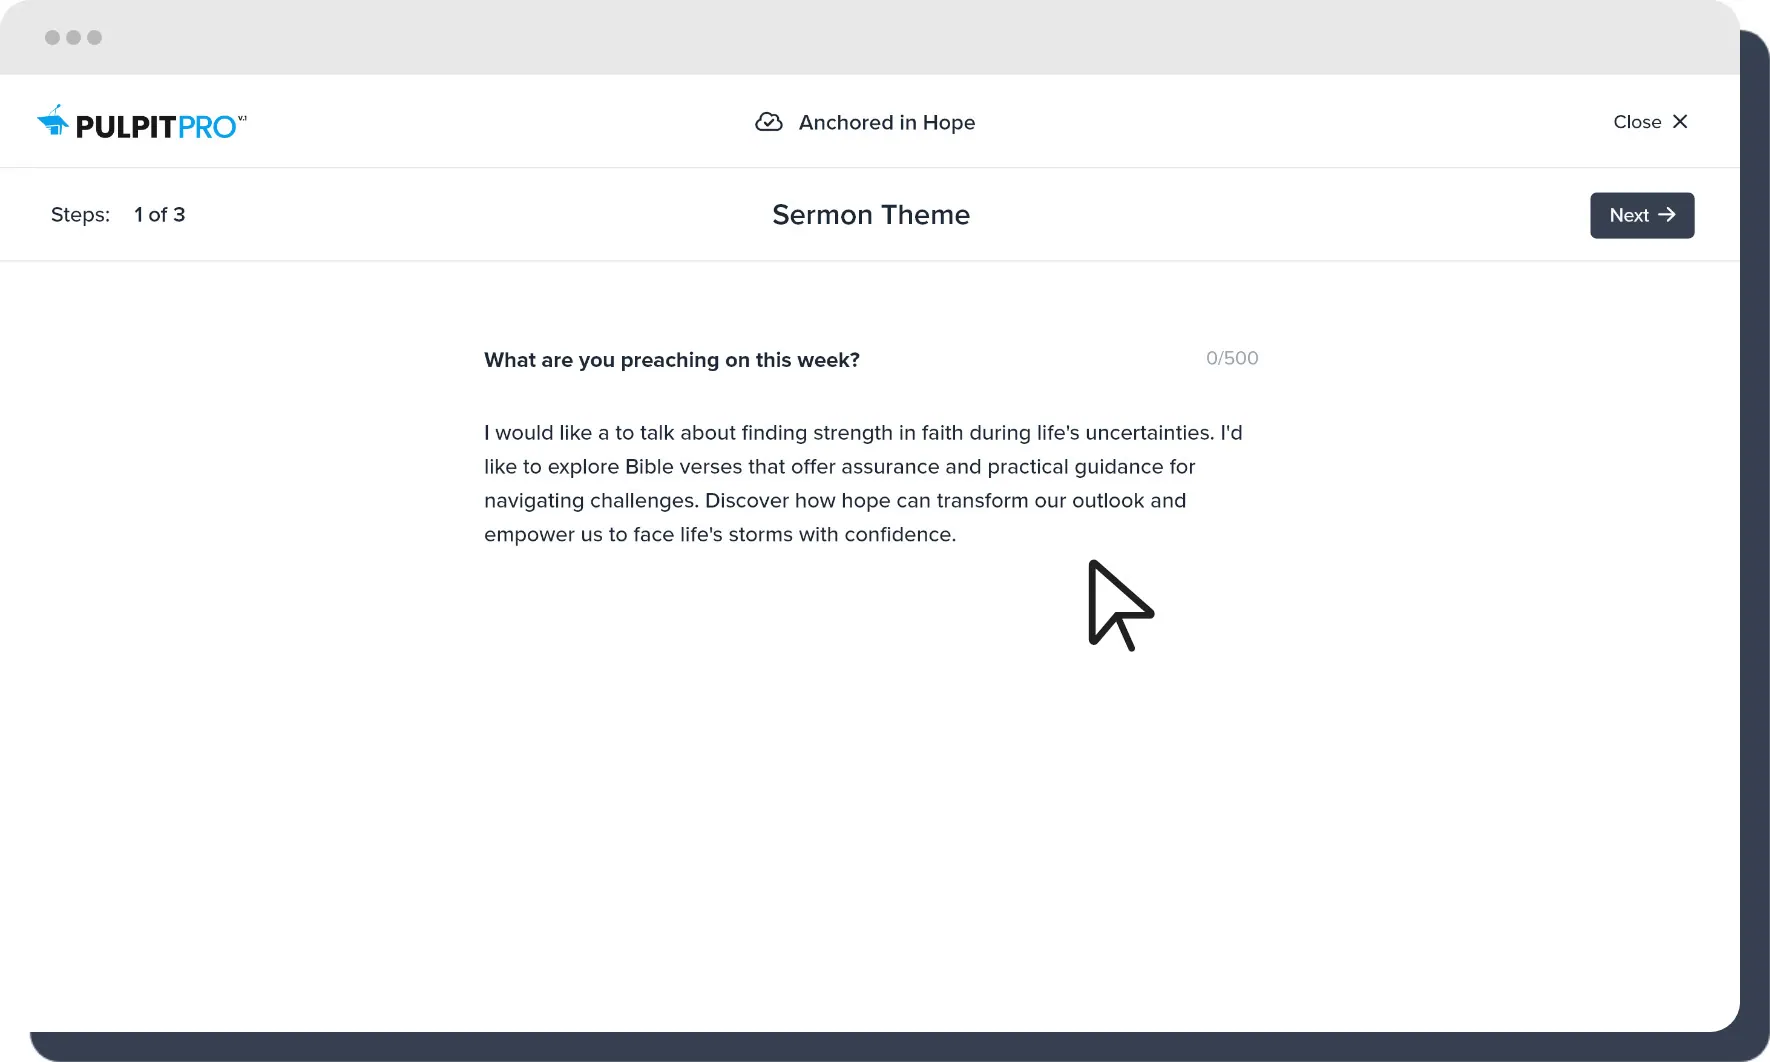 PULPITPRO v.1
Anchored in Hope
Close
Steps: 1 of 3
Sermon Theme
Next
What are you preaching on this week?
0/500
I would like a to talk about finding strength in faith during life's uncertainties. I'd
like to explore Bible verses that offer assurance and practical guidance for
navigating challenges. Discover how hope can transform our outlook and
empower us to face life's storms with confidence.